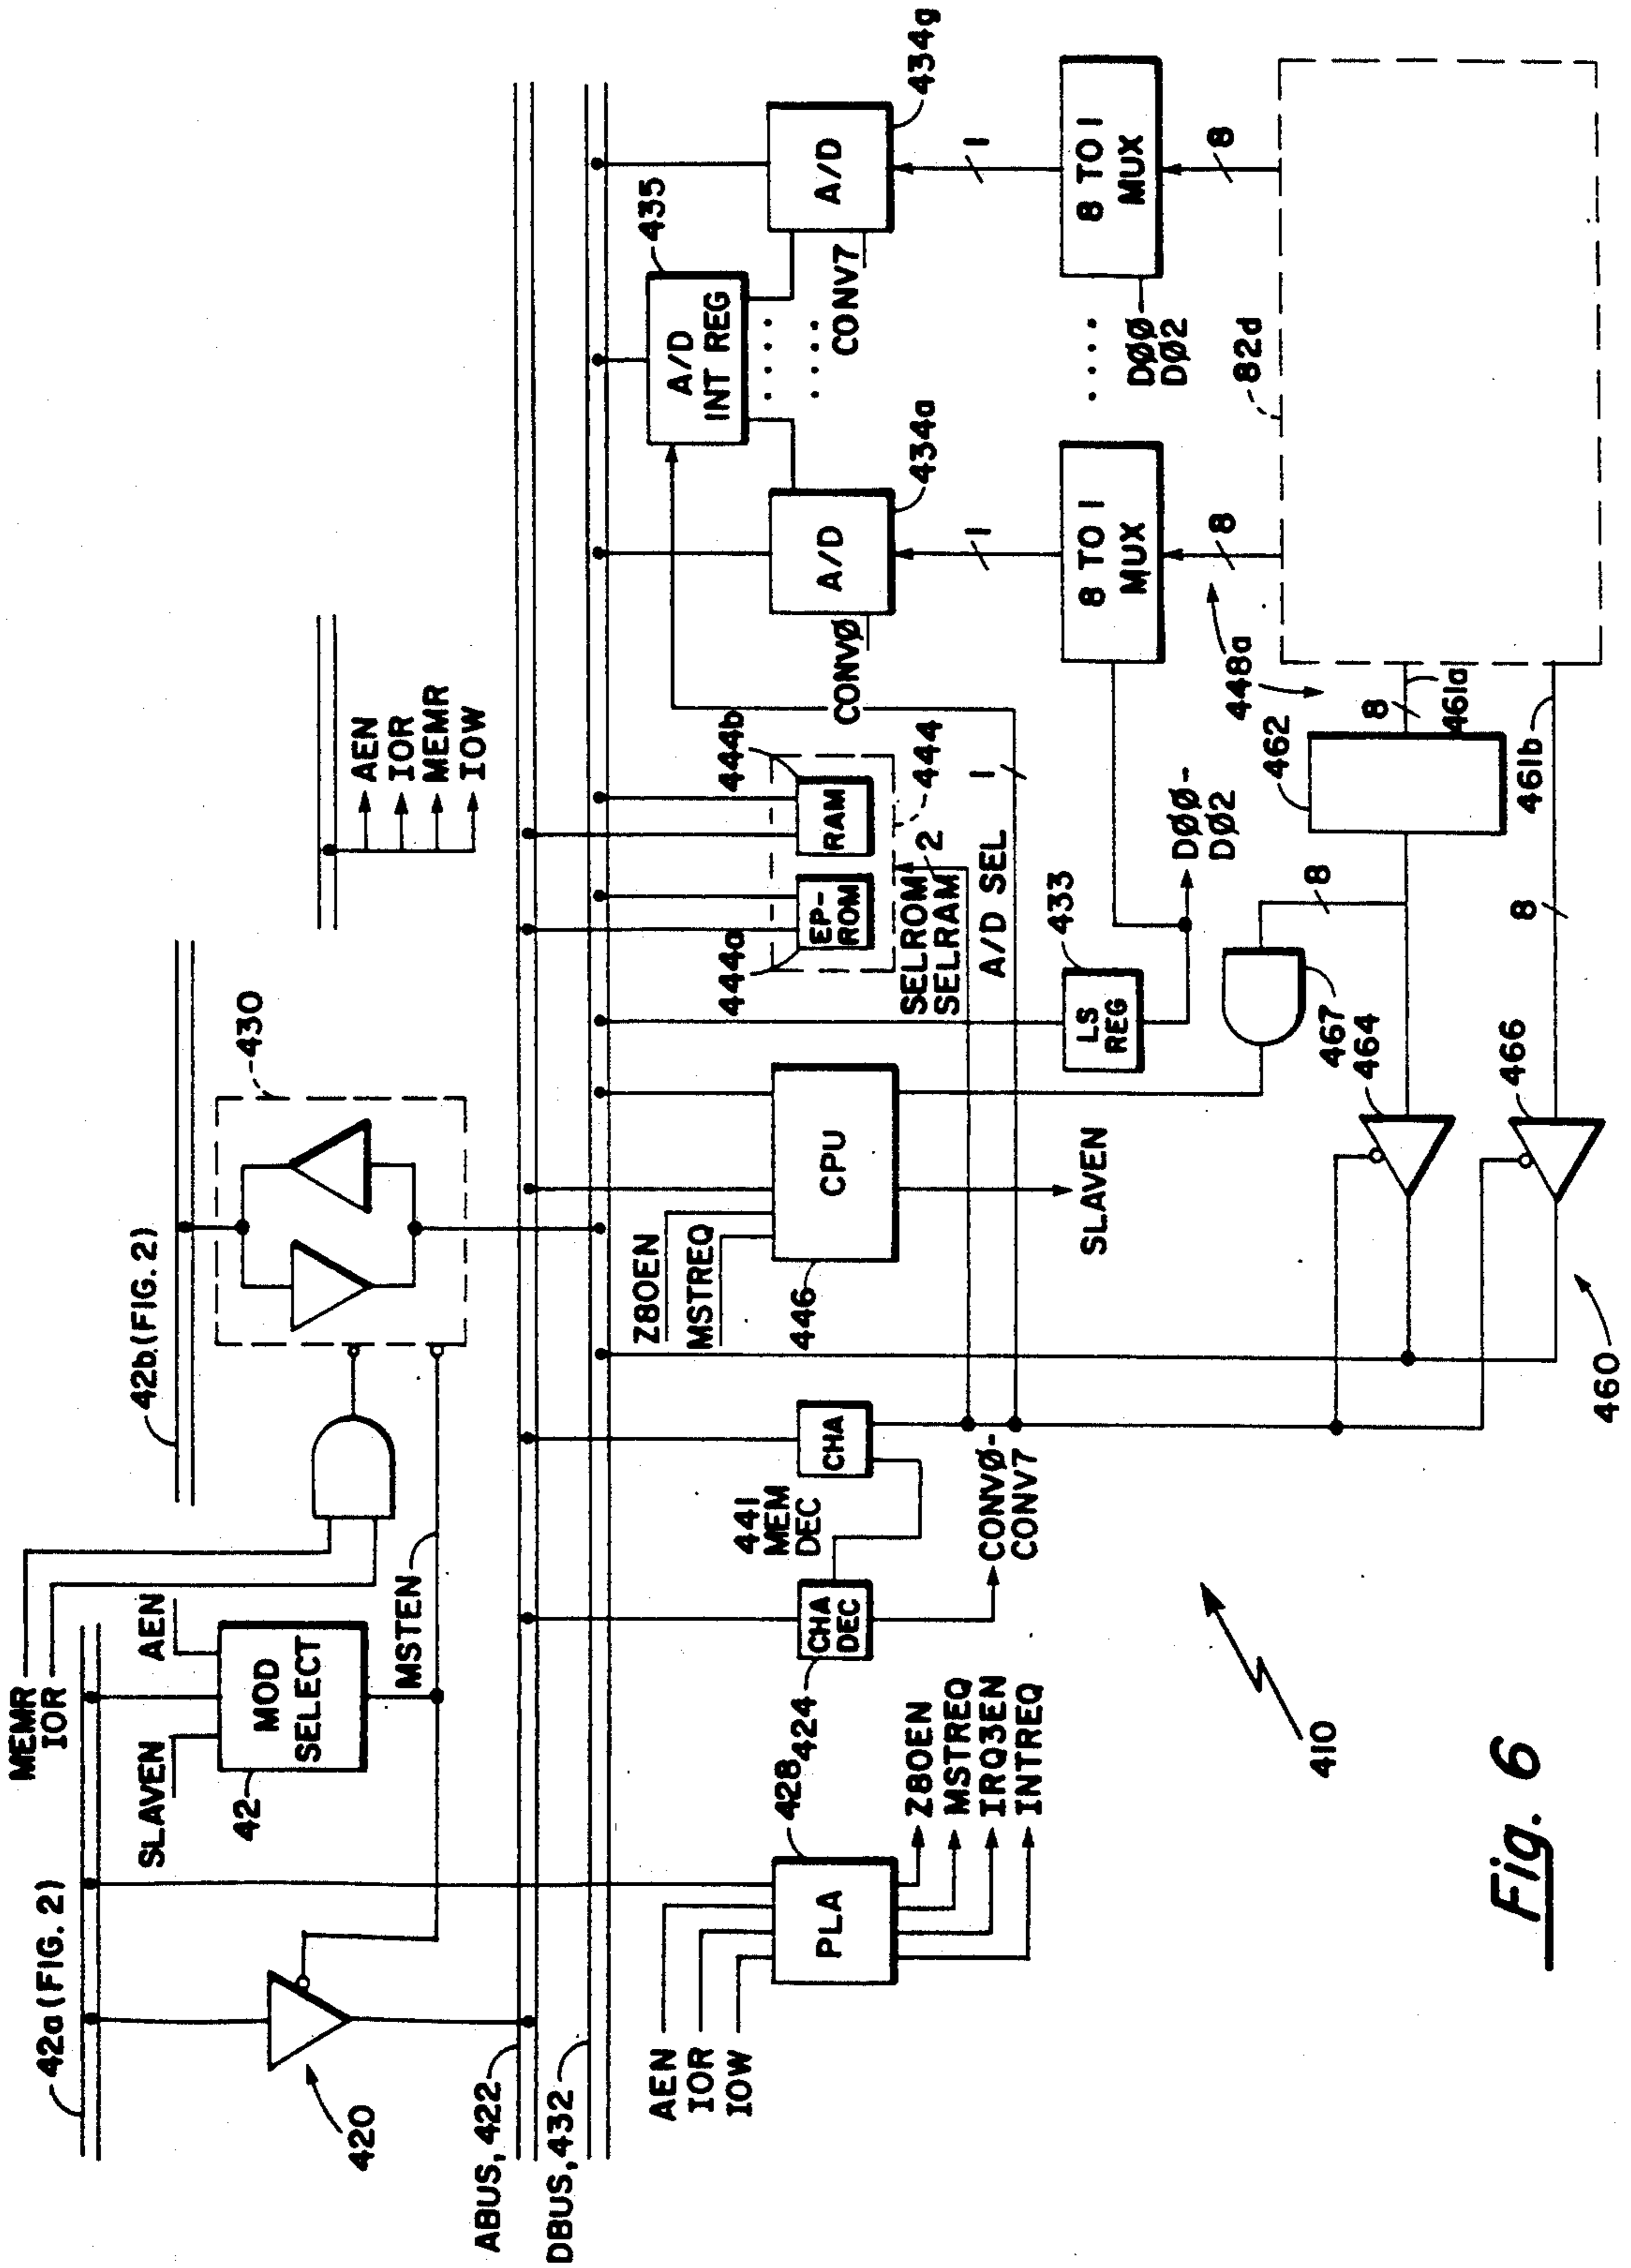 42a (FIG. 2)
MEMR
IOR
SLAVEN
AEN
MOD
SELECT
42
MSTEN
42b (FIG. 2)
430
AEN
IOR
MEMR
IOW
420
ABUS, 422
DBUS, 432
AEN
IOR
IOW
PLA
428
Z80EN
MSTREQ
IRQ3EN
INTREQ
424
CHA
DEC
441
MEM
DEC
CHA
CONVØ-
CONV7
Z80EN
MSTREQ
446
CPU
SLAVEN
444a
EP-
ROM
444b
RAM
444
SELROM
SELRAM
2
A/D SEL
1
433
LS
REG
DØØ-
DØ2
CONVØ
A/D
434a
A/D
INT REG
435
CONV7
A/D
434g
1
1
8 TO 1
MUX
8 TO 1
MUX
DØØ-
DØ2
8
8
448a
82d
467
8
464
466
462
8
461a
461b
8
460
410
Fig. 6